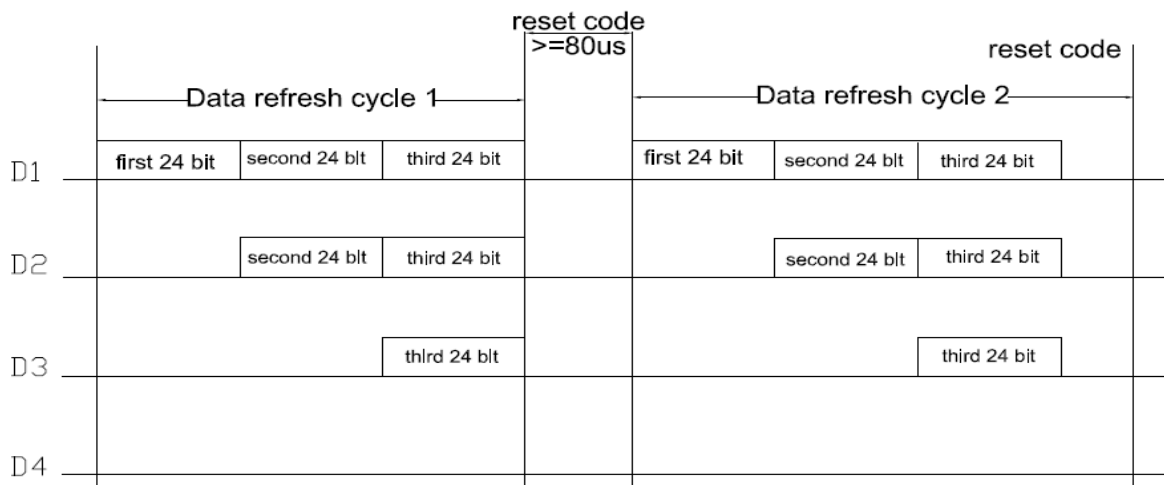 reset code
>=80us
reset code
Data refresh cycle 1
Data refresh cycle 2
D1 first 24 bit second 24 blt third 24 bit first 24 bit second 24 blt third 24 bit
D2 second 24 blt third 24 bit second 24 blt third 24 bit
D3 thlrd 24 blt third 24 bit
D4